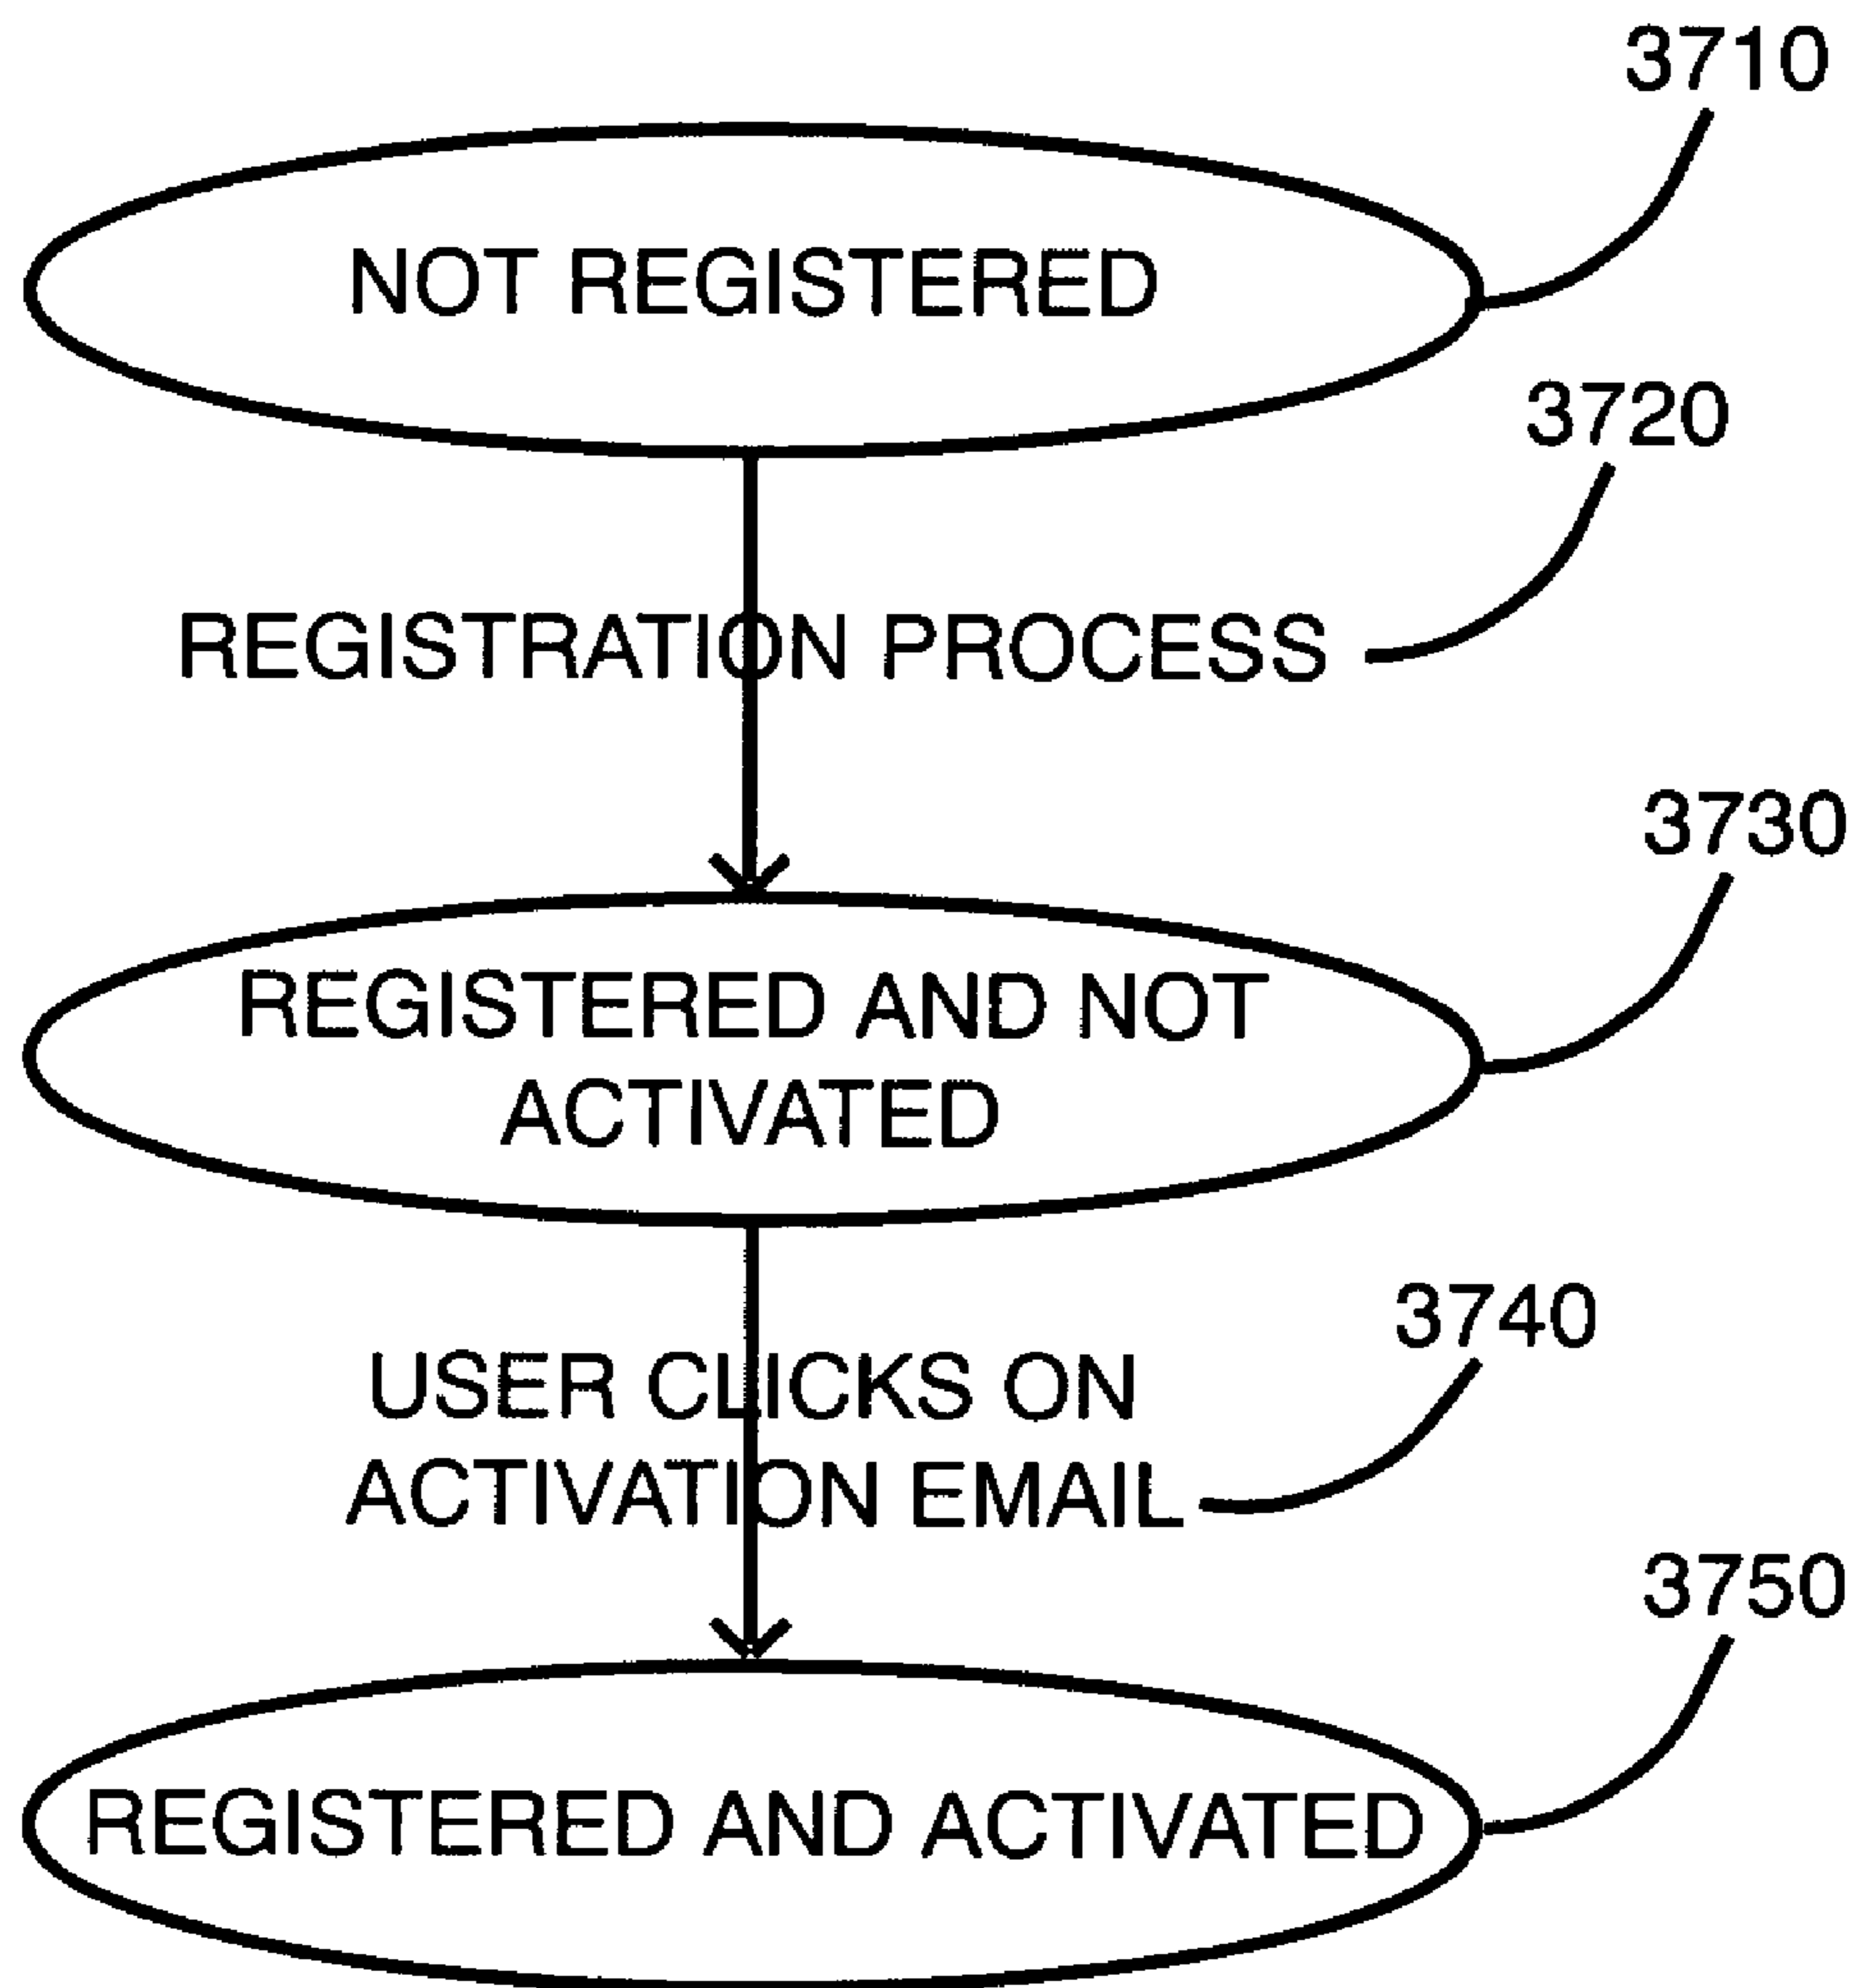 3710
NOT REGISTERED
3720
REGISTRATION PROCESS
3730
REGISTERED AND NOT
ACTIVATED
3740
USER CLICKS ON
ACTIVATION EMAIL
3750
REGISTERED AND ACTIVATED